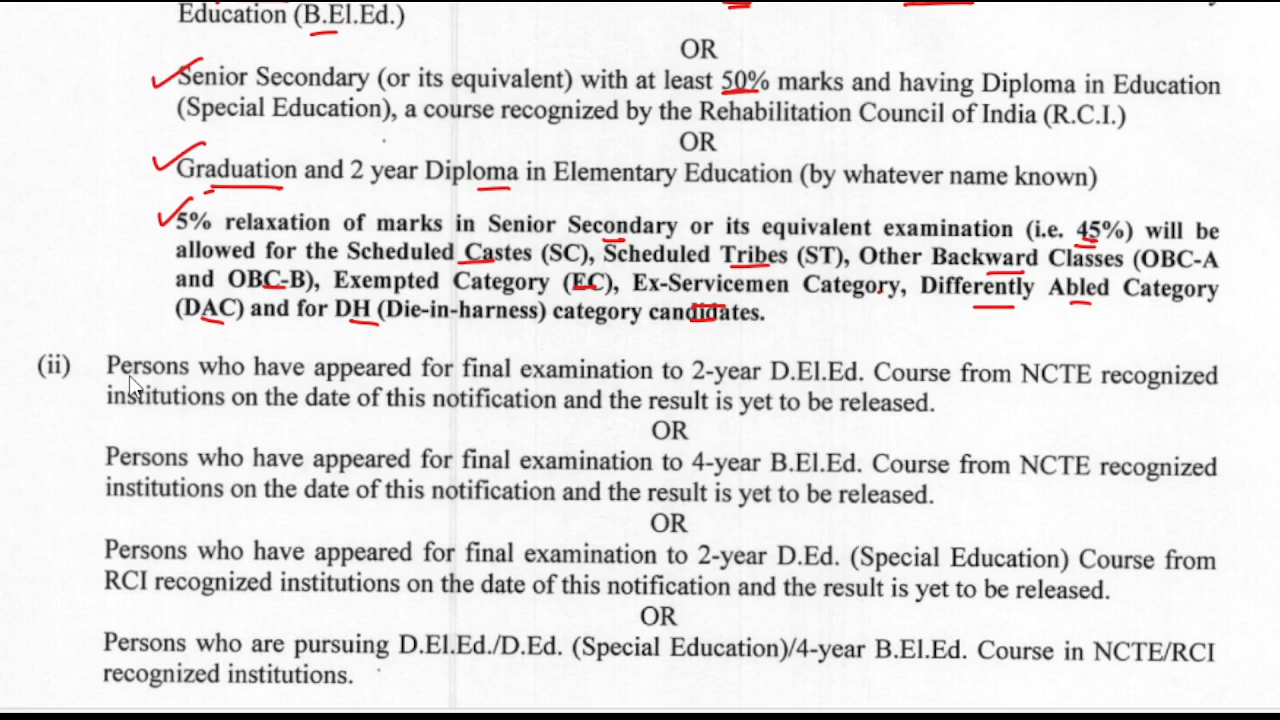 Education (B.El.Ed.)
OR
Senior Secondary (or its equivalent) with at least 50% marks and having Diploma in Education
(Special Education), a course recognized by the Rehabilitation Council of India (R.C.I.)
OR
Graduation and 2 year Diploma in Elementary Education (by whatever name known)
5% relaxation of marks in Senior Secondary or its equivalent examination (i.e. 45%) will be
allowed for the Scheduled Castes (SC), Scheduled Tribes (ST), Other Backward Classes (OBC-A
and OBC-B), Exempted Category (EC), Ex-Servicemen Category, Differently Abled Category
(DAC) and for DH (Die-in-harness) category candidates.
(ii) Persons who have appeared for final examination to 2-year D.El.Ed. Course from NCTE recognized
institutions on the date of this notification and the result is yet to be released.
OR
Persons who have appeared for final examination to 4-year B.El.Ed. Course from NCTE recognized
institutions on the date of this notification and the result is yet to be released.
OR
Persons who have appeared for final examination to 2-year D.Ed. (Special Education) Course from
RCI recognized institutions on the date of this notification and the result is yet to be released.
OR
Persons who are pursuing D.El.Ed./D.Ed. (Special Education)/4-year B.El.Ed. Course in NCTE/RCI
recognized institutions.